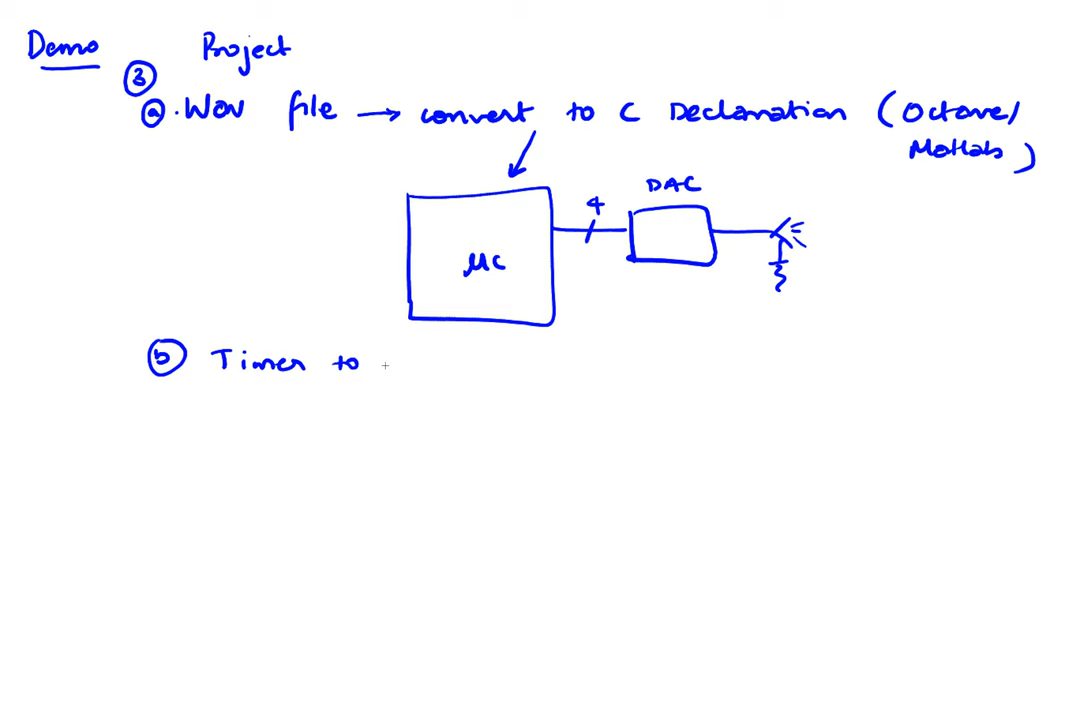 Demo Project
③
ⓐ .Wav file → convert to C Declaration (Octave/
Matlab)
DAC
4
μC
ⓑ Timer to